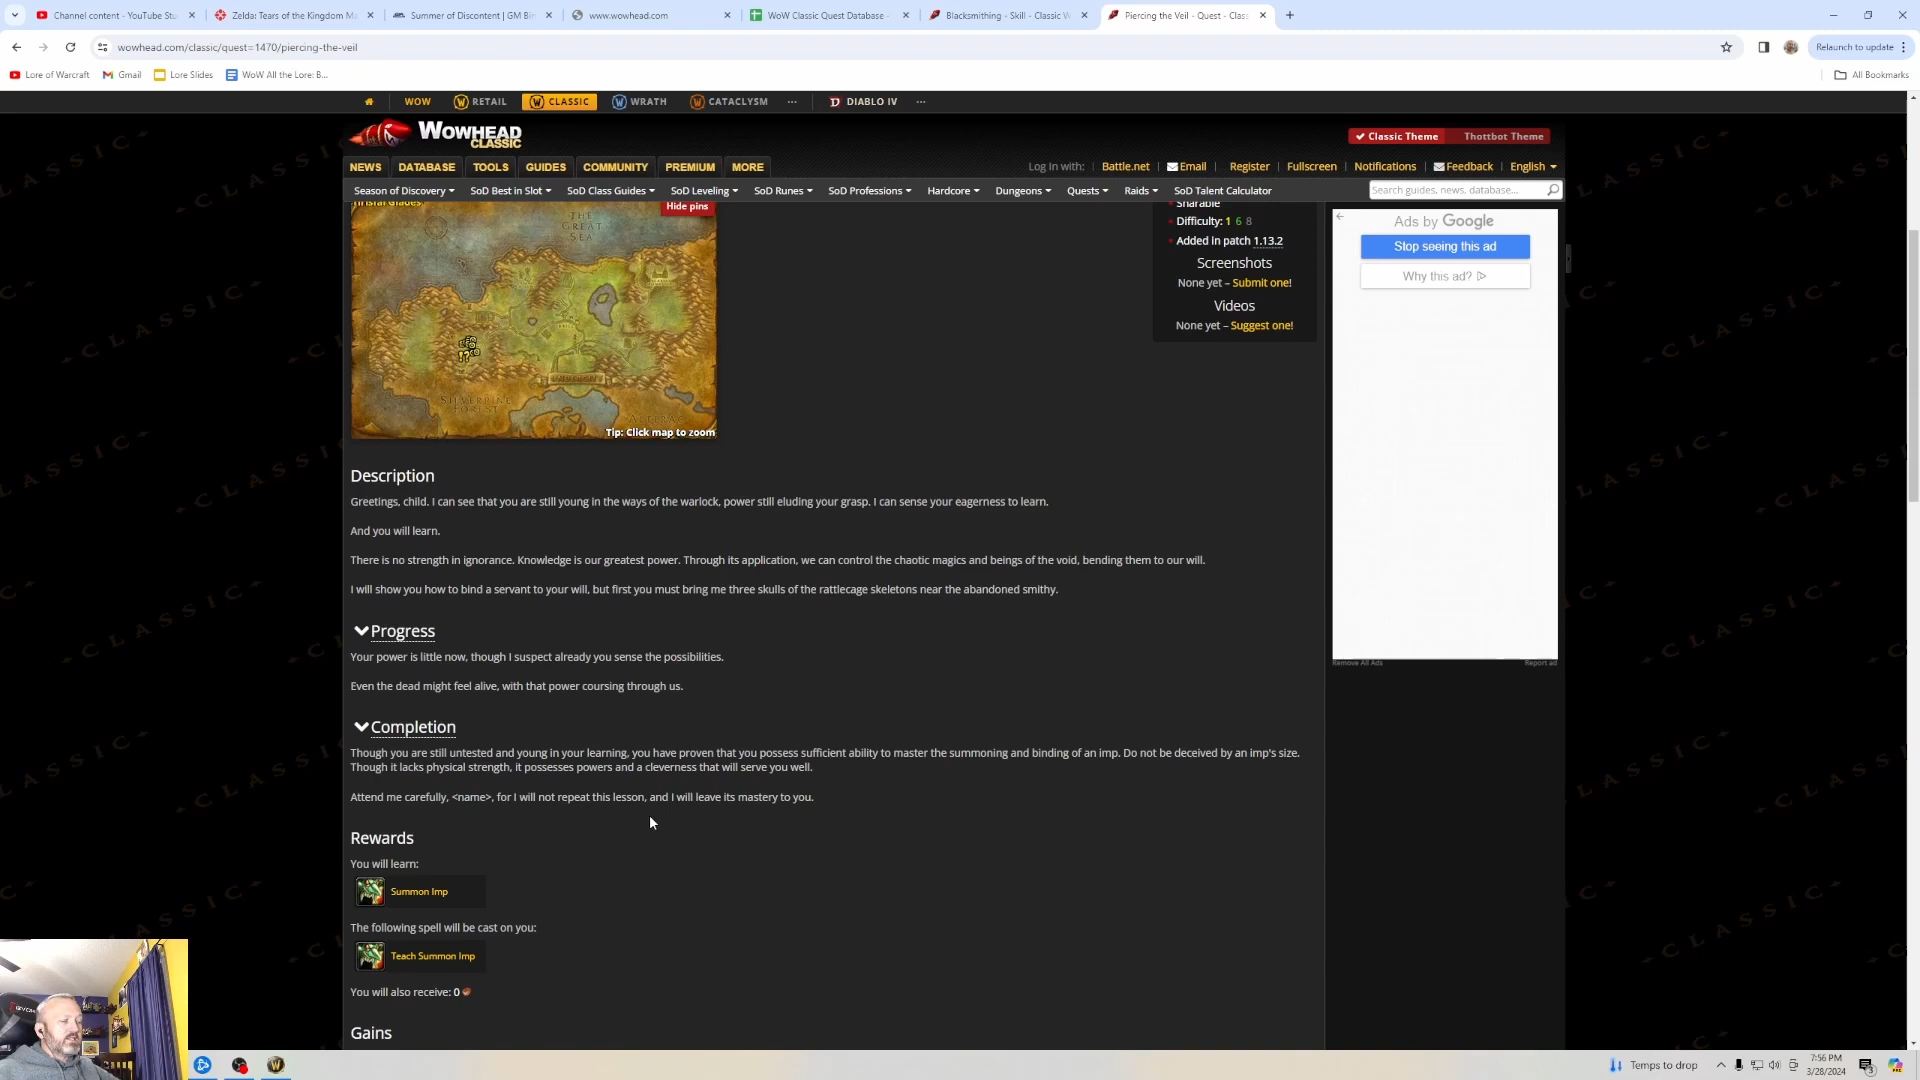 Channel content - YouTube Stu
Zelda: Tears of the Kingdom Ma
Summer of Discontent | GM Bin
www.wowhead.com
WoW Classic Quest Database -
Blacksmithing - Skill - Classic W
Piercing the Veil - Quest - Class
wowhead.com/classic/quest=1470/piercing-the-veil
Relaunch to update
Lore of Warcraft
Gmail
Lore Slides
WoW All the Lore: B...
All Bookmarks
WOW
RETAIL
CLASSIC
WRATH
CATACLYSM
DIABLO IV
WOWHEAD
CLASSIC
Classic Theme
Thottbot Theme
NEWS
DATABASE
TOOLS
GUIDES
COMMUNITY
PREMIUM
MORE
Log In with:
Battle.net
Email
Register
Fullscreen
Notifications
Feedback
English
Season of Discovery
SoD Best in Slot
SoD Class Guides
SoD Leveling
SoD Runes
SoD Professions
Hardcore
Dungeons
Quests
Raids
SoD Talent Calculator
Search guides, news, database...
Tirisfal Glades
Hide pins
THE GREAT SEA
UNDERCITY
SILVERPINE FOREST
Tip: Click map to zoom
Sharable
Difficulty: 1 6 8
Added in patch 1.13.2
Screenshots
None yet – Submit one!
Videos
None yet – Suggest one!
Ads by Google
Stop seeing this ad
Why this ad?
Remove All Ads
Report ad
Description
Greetings, child. I can see that you are still young in the ways of the warlock, power still eluding your grasp. I can sense your eagerness to learn.
And you will learn.
There is no strength in ignorance. Knowledge is our greatest power. Through its application, we can control the chaotic magics and beings of the void, bending them to our will.
I will show you how to bind a servant to your will, but first you must bring me three skulls of the rattlecage skeletons near the abandoned smithy.
Progress
Your power is little now, though I suspect already you sense the possibilities.
Even the dead might feel alive, with that power coursing through us.
Completion
Though you are still untested and young in your learning, you have proven that you possess sufficient ability to master the summoning and binding of an imp. Do not be deceived by an imp's size.
Though it lacks physical strength, it possesses powers and a cleverness that will serve you well.
Attend me carefully, <name>, for I will not repeat this lesson, and I will leave its mastery to you.
Rewards
You will learn:
Summon Imp
The following spell will be cast on you:
Teach Summon Imp
You will also receive: 0
Gains
Temps to drop
7:56 PM
3/28/2024